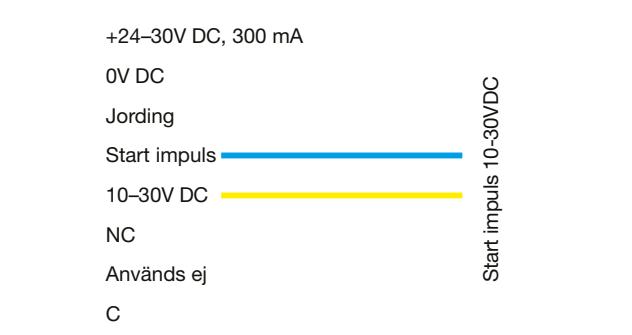 +24–30V DC, 300 mA
0V DC
Jording
Start impuls
10–30V DC
NC
Används ej
C
Start impuls 10-30VDC